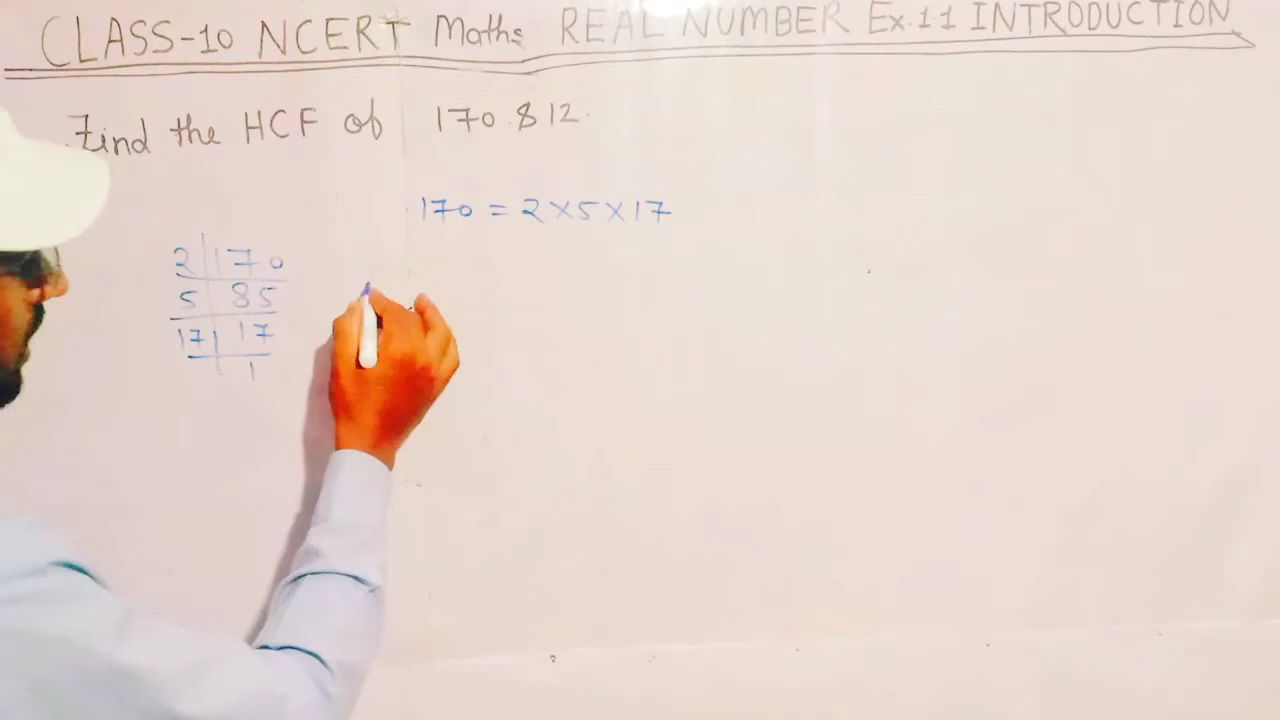 CLASS-10 NCERT Maths REAL NUMBER Ex.1.1 INTRODUCTION
Find the HCF of 170.812.
170 = 2×5×17
2 | 170
5 | 85
17 | 17
1